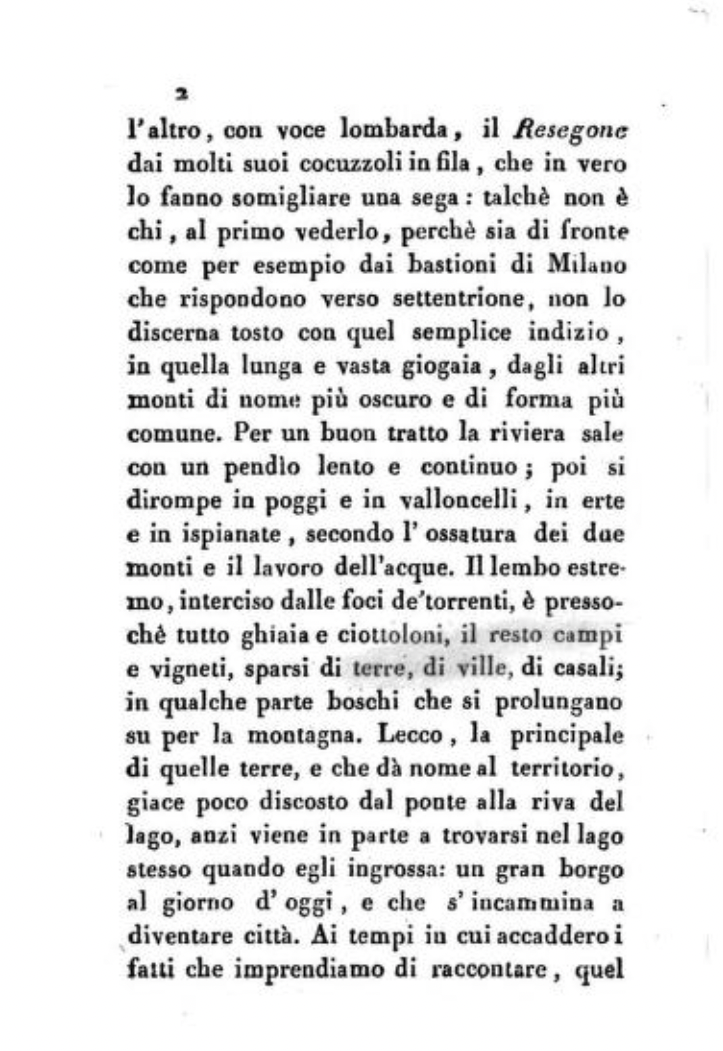 2
l'altro, con voce lombarda, il Resegone
dai molti suoi cocuzzoli in fila, che in vero
lo fanno somigliare una sega: talchè non è
chi, al primo vederlo, perchè sia di fronte
come per esempio dai bastioni di Milano
che rispondono verso settentrione, non lo
discerna tosto con quel semplice indizio,
in quella lunga e vasta giogaia, dagli altri
monti di nome più oscuro e di forma più
comune. Per un buon tratto la riviera sale
con un pendìo lento e continuo; poi si
dirompe in poggi e in valloncelli, in erte
e in ispianate, secondo l' ossatura dei due
monti e il lavoro dell'acque. Il lembo estre-
mo, interciso dalle foci de'torrenti, è presso-
chè tutto ghiaia e ciottoloni, il resto campi
e vigneti, sparsi di terre, di ville, di casali;
in qualche parte boschi che si prolungano
su per la montagna. Lecco, la principale
di quelle terre, e che dà nome al territorio,
giace poco discosto dal ponte alla riva del
lago, anzi viene in parte a trovarsi nel lago
stesso quando egli ingrossa: un gran borgo
al giorno d' oggi, e che s' incammina a
diventare città. Ai tempi in cui accaddero i
fatti che imprendiamo di raccontare, quel